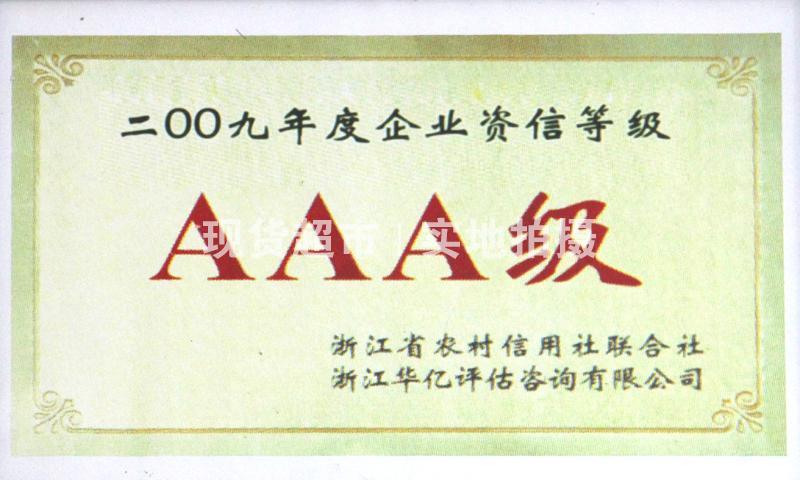 二OO九年度企业资信等级
AAA级
现货超市|实地拍摄
浙江省农村信用社联合社
浙江华亿评估咨询有限公司